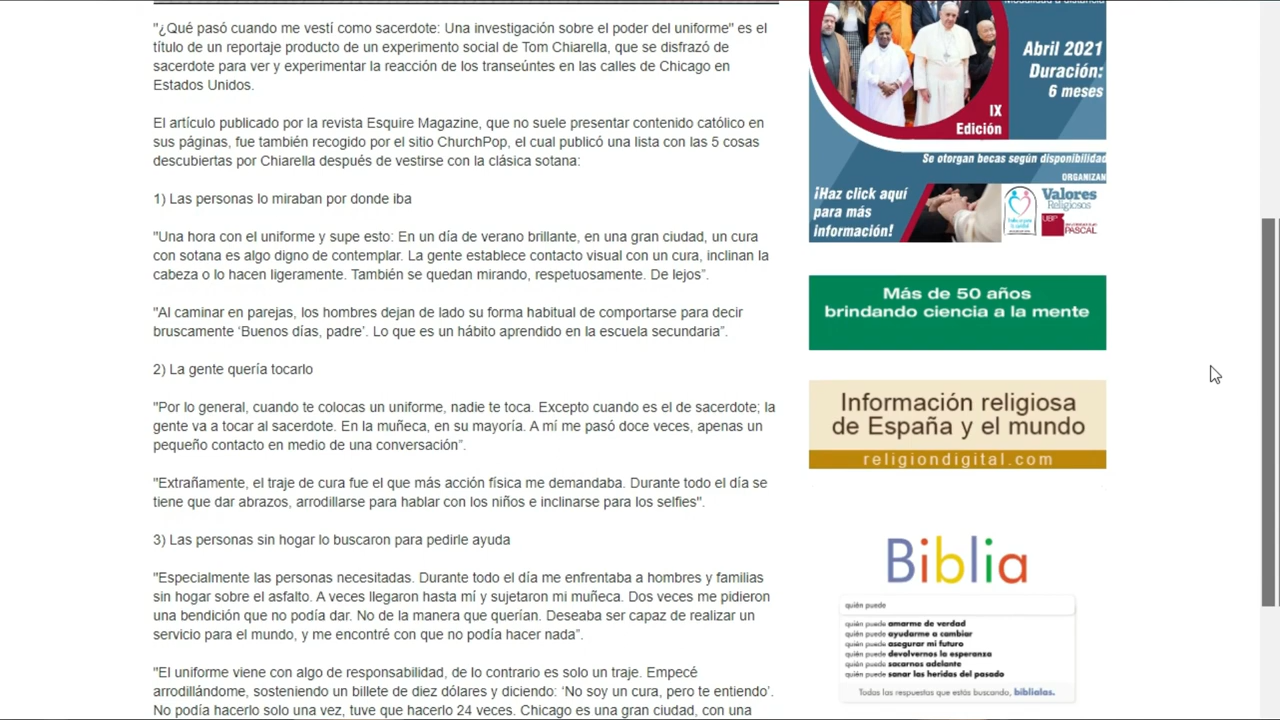 "¿Qué pasó cuando me vestí como sacerdote: Una investigación sobre el poder del uniforme" es el
título de un reportaje producto de un experimento social de Tom Chiarella, que se disfrazó de
sacerdote para ver y experimentar la reacción de los transeúntes en las calles de Chicago en
Estados Unidos.
El artículo publicado por la revista Esquire Magazine, que no suele presentar contenido católico en
sus páginas, fue también recogido por el sitio ChurchPop, el cual publicó una lista con las 5 cosas
descubiertas por Chiarella después de vestirse con la clásica sotana:
1) Las personas lo miraban por donde iba
"Una hora con el uniforme y supe esto: En un día de verano brillante en una gran ciudad, un cura
con sotana es algo digno de contemplar. La gente establece contacto visual con un cura, inclinan la
cabeza o lo hacen ligeramente. También se quedan mirando, respetuosamente. De lejos”.
"Al caminar en parejas, los hombres dejan de lado su forma habitual de comportarse para decir
bruscamente ‘Buenos días, padre’. Lo que es un hábito aprendido en la escuela secundaria”.
2) La gente quería tocarlo
"Por lo general, cuando te colocas un uniforme, nadie te toca. Excepto cuando es el de sacerdote; la
gente va a tocar al sacerdote. En la muñeca, en su mayoría. A mí me pasó doce veces, apenas un
pequeño contacto en medio de una conversación”.
"Extrañamente, el traje de cura fue el que más acción física me demandaba. Durante todo el día se
tiene que dar abrazos, arrodillarse para hablar con los niños e inclinarse para los selfies".
3) Las personas sin hogar lo buscaron para pedirle ayuda
"Especialmente las personas necesitadas. Durante todo el día me enfrentaba a hombres y familias
sin hogar sobre el asfalto. A veces llegaron hasta mí y sujetaron mi muñeca. Dos veces me pidieron
una bendición que no podía dar. No de la manera que querían. Deseaba ser capaz de realizar un
servicio en el mundo, y me encontré con que no podía hacer nada”.
"El uniforme viene con algo de responsabilidad, de lo contrario es solo un traje. Empecé
arrodillándome, sosteniendo un billete de diez dólares y diciendo: ‘No soy un cura, pero te entiendo’.
No podía una vez, tuve que hacerlo 24 veces. Chicago es una gran ciudad, con una
Modalidad a distancia
Abril 2021
Duración:
6 meses
IX
Edición
Se otorgan becas según disponibilidad
ORGANIZAN
¡Haz click aquí
para más
información!
Valores
Religiosos
UBP
PASCAL
Más de 50 años
brindando ciencia a la mente
Información religiosa
de España y el mundo
religiondigital.com
Biblia
quién puede
quién puede amarme de verdad
quién puede ayudarme a cambiar
quién puede asegurar mi futuro
quién puede devolvernos la esperanza
quién puede sacarnos adelante
quién puede sanar las heridas del pasado
Todas las respuestas que estás buscando, biblialas.